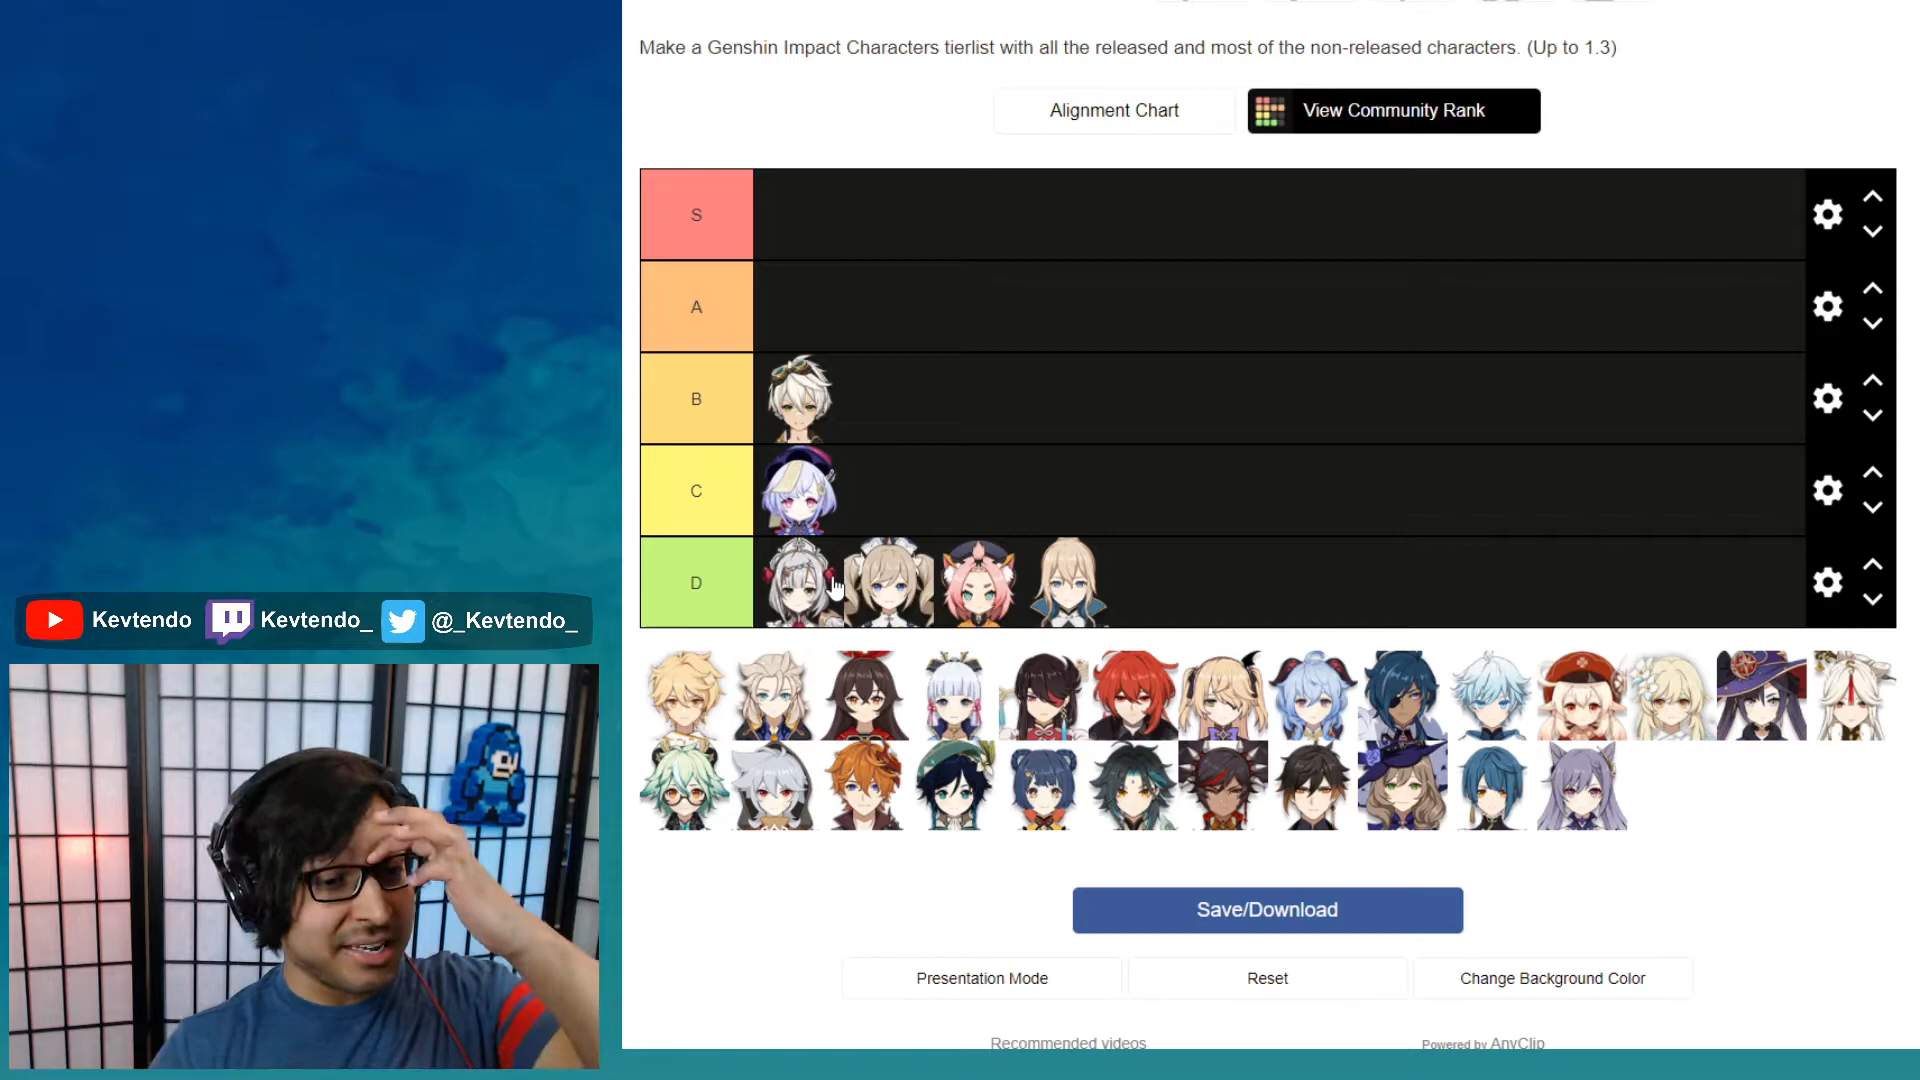 Make a Genshin Impact Characters tierlist with all the released and most of the non-released characters. (Up to 1.3)
Alignment Chart
View Community Rank
S
A
B
C
D
Kevtendo
Kevtendo_
@_Kevtendo_
Save/Download
Presentation Mode
Reset
Change Background Color
Recommended videos
Powered by AnyClip